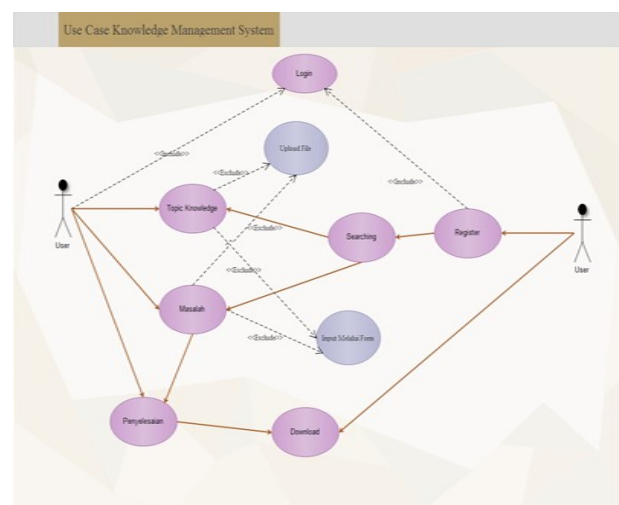 Use Case Knowledge Management System
Login
<<Include>>
Upload File
<<Exclude>>
<<Include>>
Topic Knowledge
User
<<Exclude>>
Searching
Register
User
<<Exclude>>
Masalah
<<Exclude>>
Input Melalui Form
Penyelesaian
Download